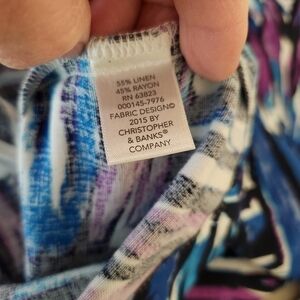 55% LINEN
45% RAYON
RN 63823
000145-7976
FABRIC DESIGN©
2015 BY
CHRISTOPHER
& BANKS®
COMPANY